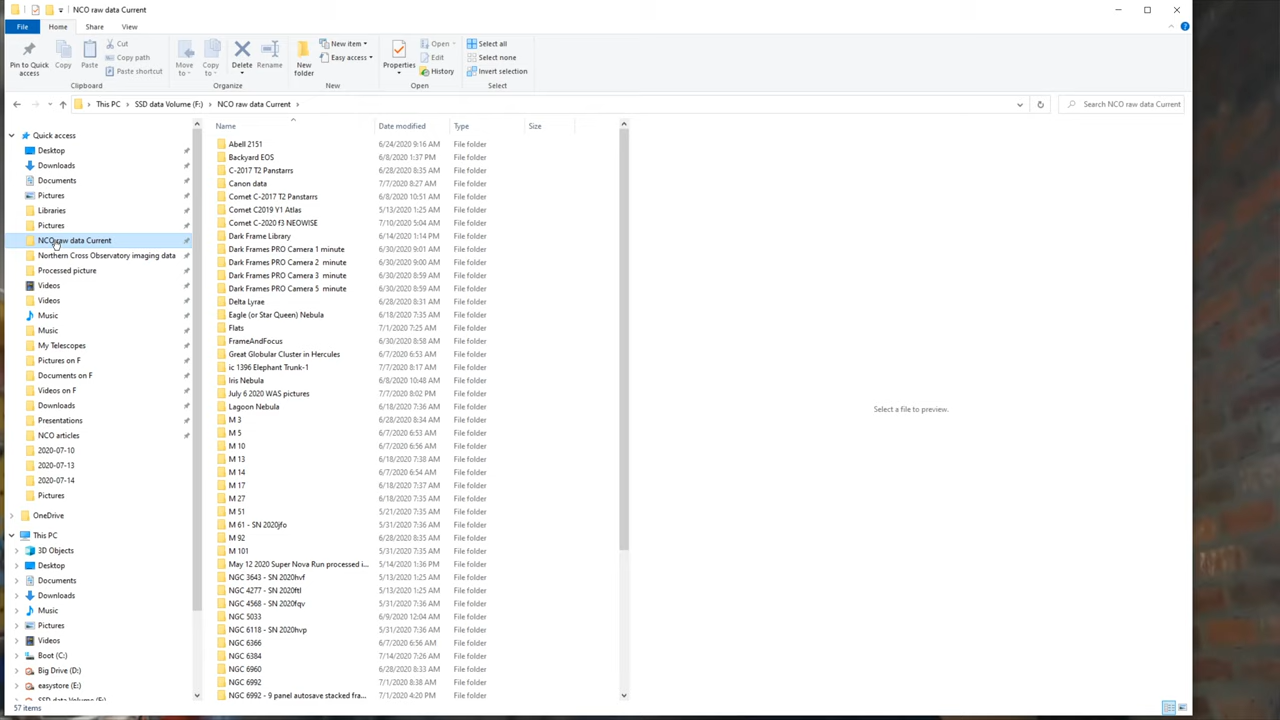 NCO raw data Current
File Home Share View
Pin to Quick access
Copy
Paste
Cut
Copy path
Paste shortcut
Clipboard
Move to
Copy to
Delete
Rename
Organize
New folder
New item
Easy access
New
Properties
Open
Edit
History
Open
Select all
Select none
Invert selection
Select
This PC > SSD data Volume (F:) > NCO raw data Current >
Search NCO raw data Current
Quick access
Desktop
Downloads
Documents
Pictures
Libraries
Pictures
NCO raw data Current
Northern Cross Observatory imaging data
Processed picture
Videos
Videos
Music
Music
My Telescopes
Pictures on F
Documents on F
Videos on F
Downloads
Presentations
NCO articles
2020-07-10
2020-07-13
2020-07-14
Pictures
OneDrive
This PC
3D Objects
Desktop
Documents
Downloads
Music
Pictures
Videos
Boot (C:)
Big Drive (D:)
easystore (E:)
SSD data Volume (F:)
Name Date modified Type Size
Abell 2151 6/24/2020 9:16 AM File folder
Backyard EOS 6/8/2020 1:37 PM File folder
C-2017 T2 Panstarrs 6/28/2020 8:35 AM File folder
Canon data 7/7/2020 8:27 AM File folder
Comet C-2017 T2 Panstarrs 6/8/2020 10:51 AM File folder
Comet C2019 Y1 Atlas 5/13/2020 1:25 AM File folder
Comet C-2020 f3 NEOWISE 7/10/2020 5:04 AM File folder
Dark Frame Library 6/14/2020 1:14 PM File folder
Dark Frames PRO Camera 1 minute 6/30/2020 9:01 AM File folder
Dark Frames PRO Camera 2 minute 6/30/2020 9:00 AM File folder
Dark Frames PRO Camera 3 minute 6/30/2020 8:59 AM File folder
Dark Frames PRO Camera 5 minute 6/30/2020 8:59 AM File folder
Delta Lyrae 6/28/2020 8:31 AM File folder
Eagle (or Star Queen) Nebula 6/18/2020 7:35 AM File folder
Flats 7/1/2020 7:25 AM File folder
FrameAndFocus 6/30/2020 8:58 AM File folder
Great Globular Cluster in Hercules 6/7/2020 6:53 AM File folder
ic 1396 Elephant Trunk-1 7/7/2020 8:17 AM File folder
Iris Nebula 6/8/2020 10:48 AM File folder
July 6 2020 WAS pictures 7/7/2020 8:02 PM File folder
Lagoon Nebula 6/18/2020 7:36 AM File folder
M 3 6/28/2020 8:34 AM File folder
M 5 6/7/2020 6:53 AM File folder
M 10 6/7/2020 6:56 AM File folder
M 13 6/18/2020 7:38 AM File folder
M 14 6/7/2020 6:54 AM File folder
M 17 6/18/2020 7:37 AM File folder
M 27 6/18/2020 7:36 AM File folder
M 51 5/21/2020 7:35 AM File folder
M 61 - SN 2020jfo 5/31/2020 7:36 AM File folder
M 92 6/28/2020 8:35 AM File folder
M 101 5/31/2020 7:35 AM File folder
May 12 2020 Super Nova Run processed i... 5/14/2020 1:36 PM File folder
NGC 3643 - SN 2020hvf 5/13/2020 1:25 AM File folder
NGC 4277 - SN 2020ftl 5/13/2020 1:25 AM File folder
NGC 4568 - SN 2020fqv 5/31/2020 7:36 AM File folder
NGC 5033 6/9/2020 12:04 AM File folder
NGC 6118 - SN 2020hvp 5/31/2020 7:36 AM File folder
NGC 6366 6/7/2020 6:56 AM File folder
NGC 6384 7/14/2020 7:26 AM File folder
NGC 6960 6/28/2020 8:33 AM File folder
NGC 6992 7/1/2020 8:38 AM File folder
NGC 6992 - 9 panel autosave stacked fra... 7/1/2020 4:20 PM File folder
Select a file to preview.
57 items